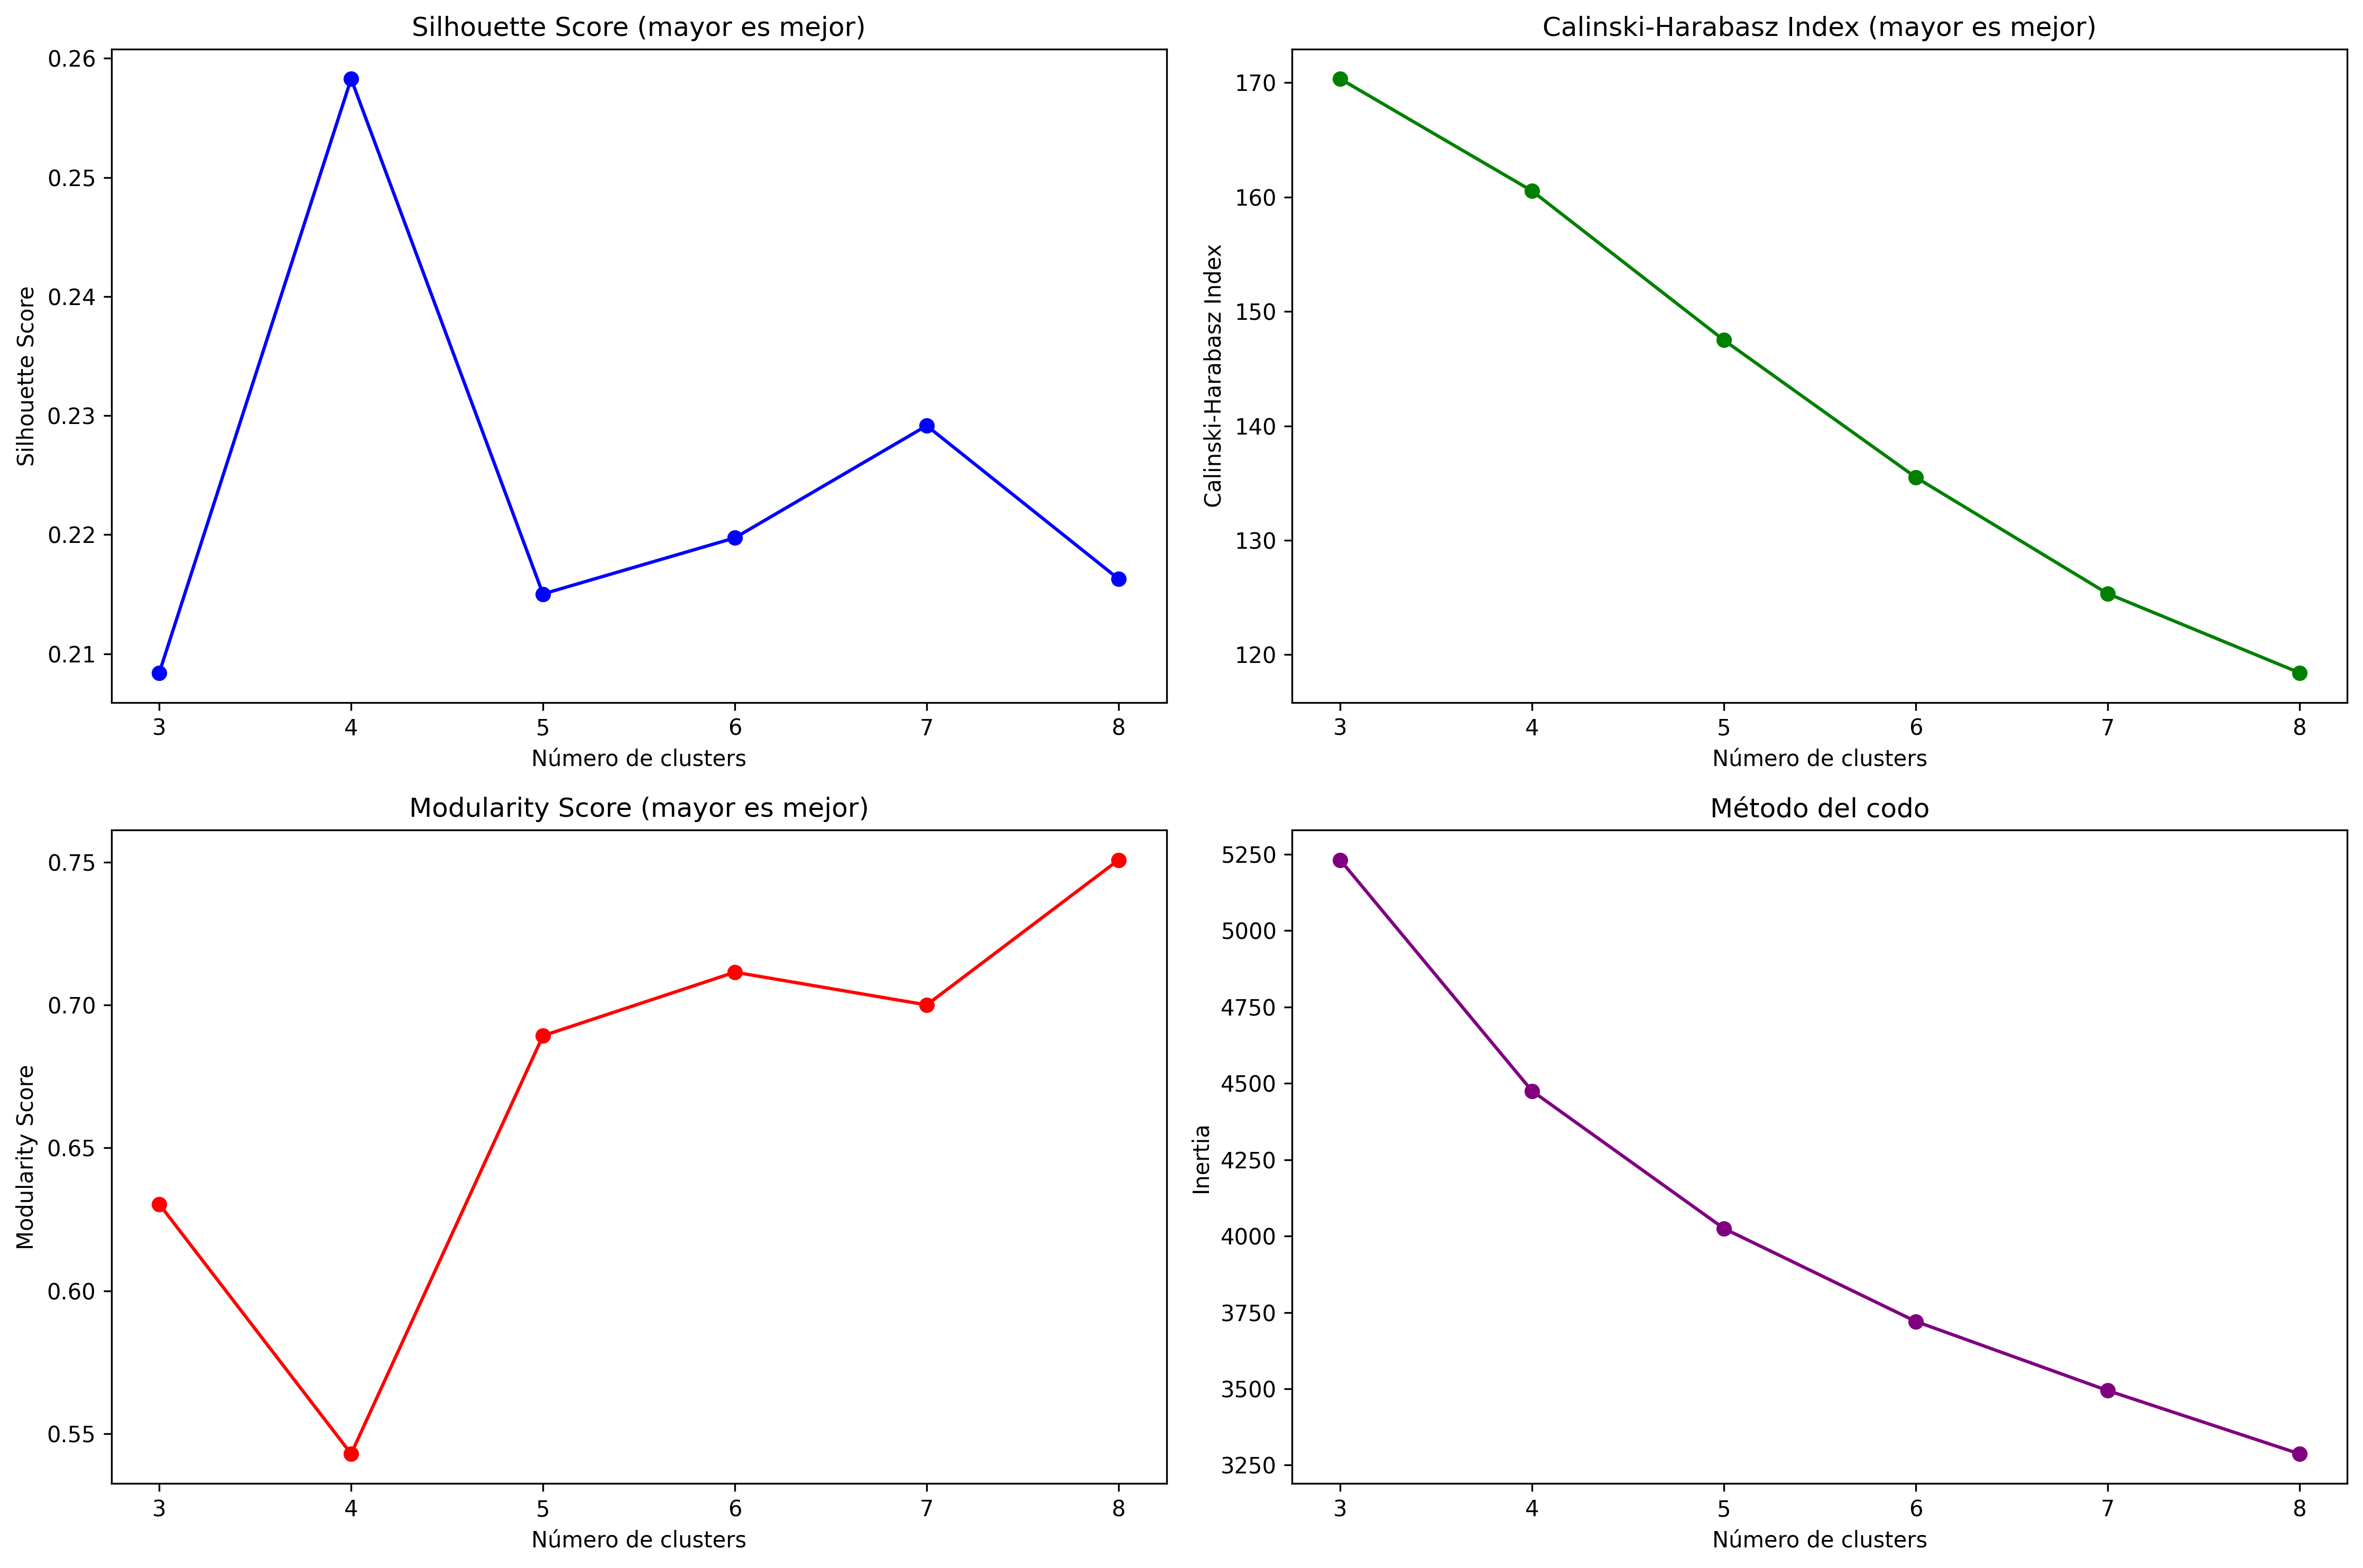 Silhouette Score (mayor es mejor)
Silhouette Score
0.26
0.25
0.24
0.23
0.22
0.21
3 4 5 6 7 8
Número de clusters
Calinski-Harabasz Index (mayor es mejor)
Calinski-Harabasz Index
170
160
150
140
130
120
3 4 5 6 7 8
Número de clusters
Modularity Score (mayor es mejor)
Modularity Score
0.75
0.70
0.65
0.60
0.55
3 4 5 6 7 8
Número de clusters
Método del codo
Inertia
5250
5000
4750
4500
4250
4000
3750
3500
3250
3 4 5 6 7 8
Número de clusters